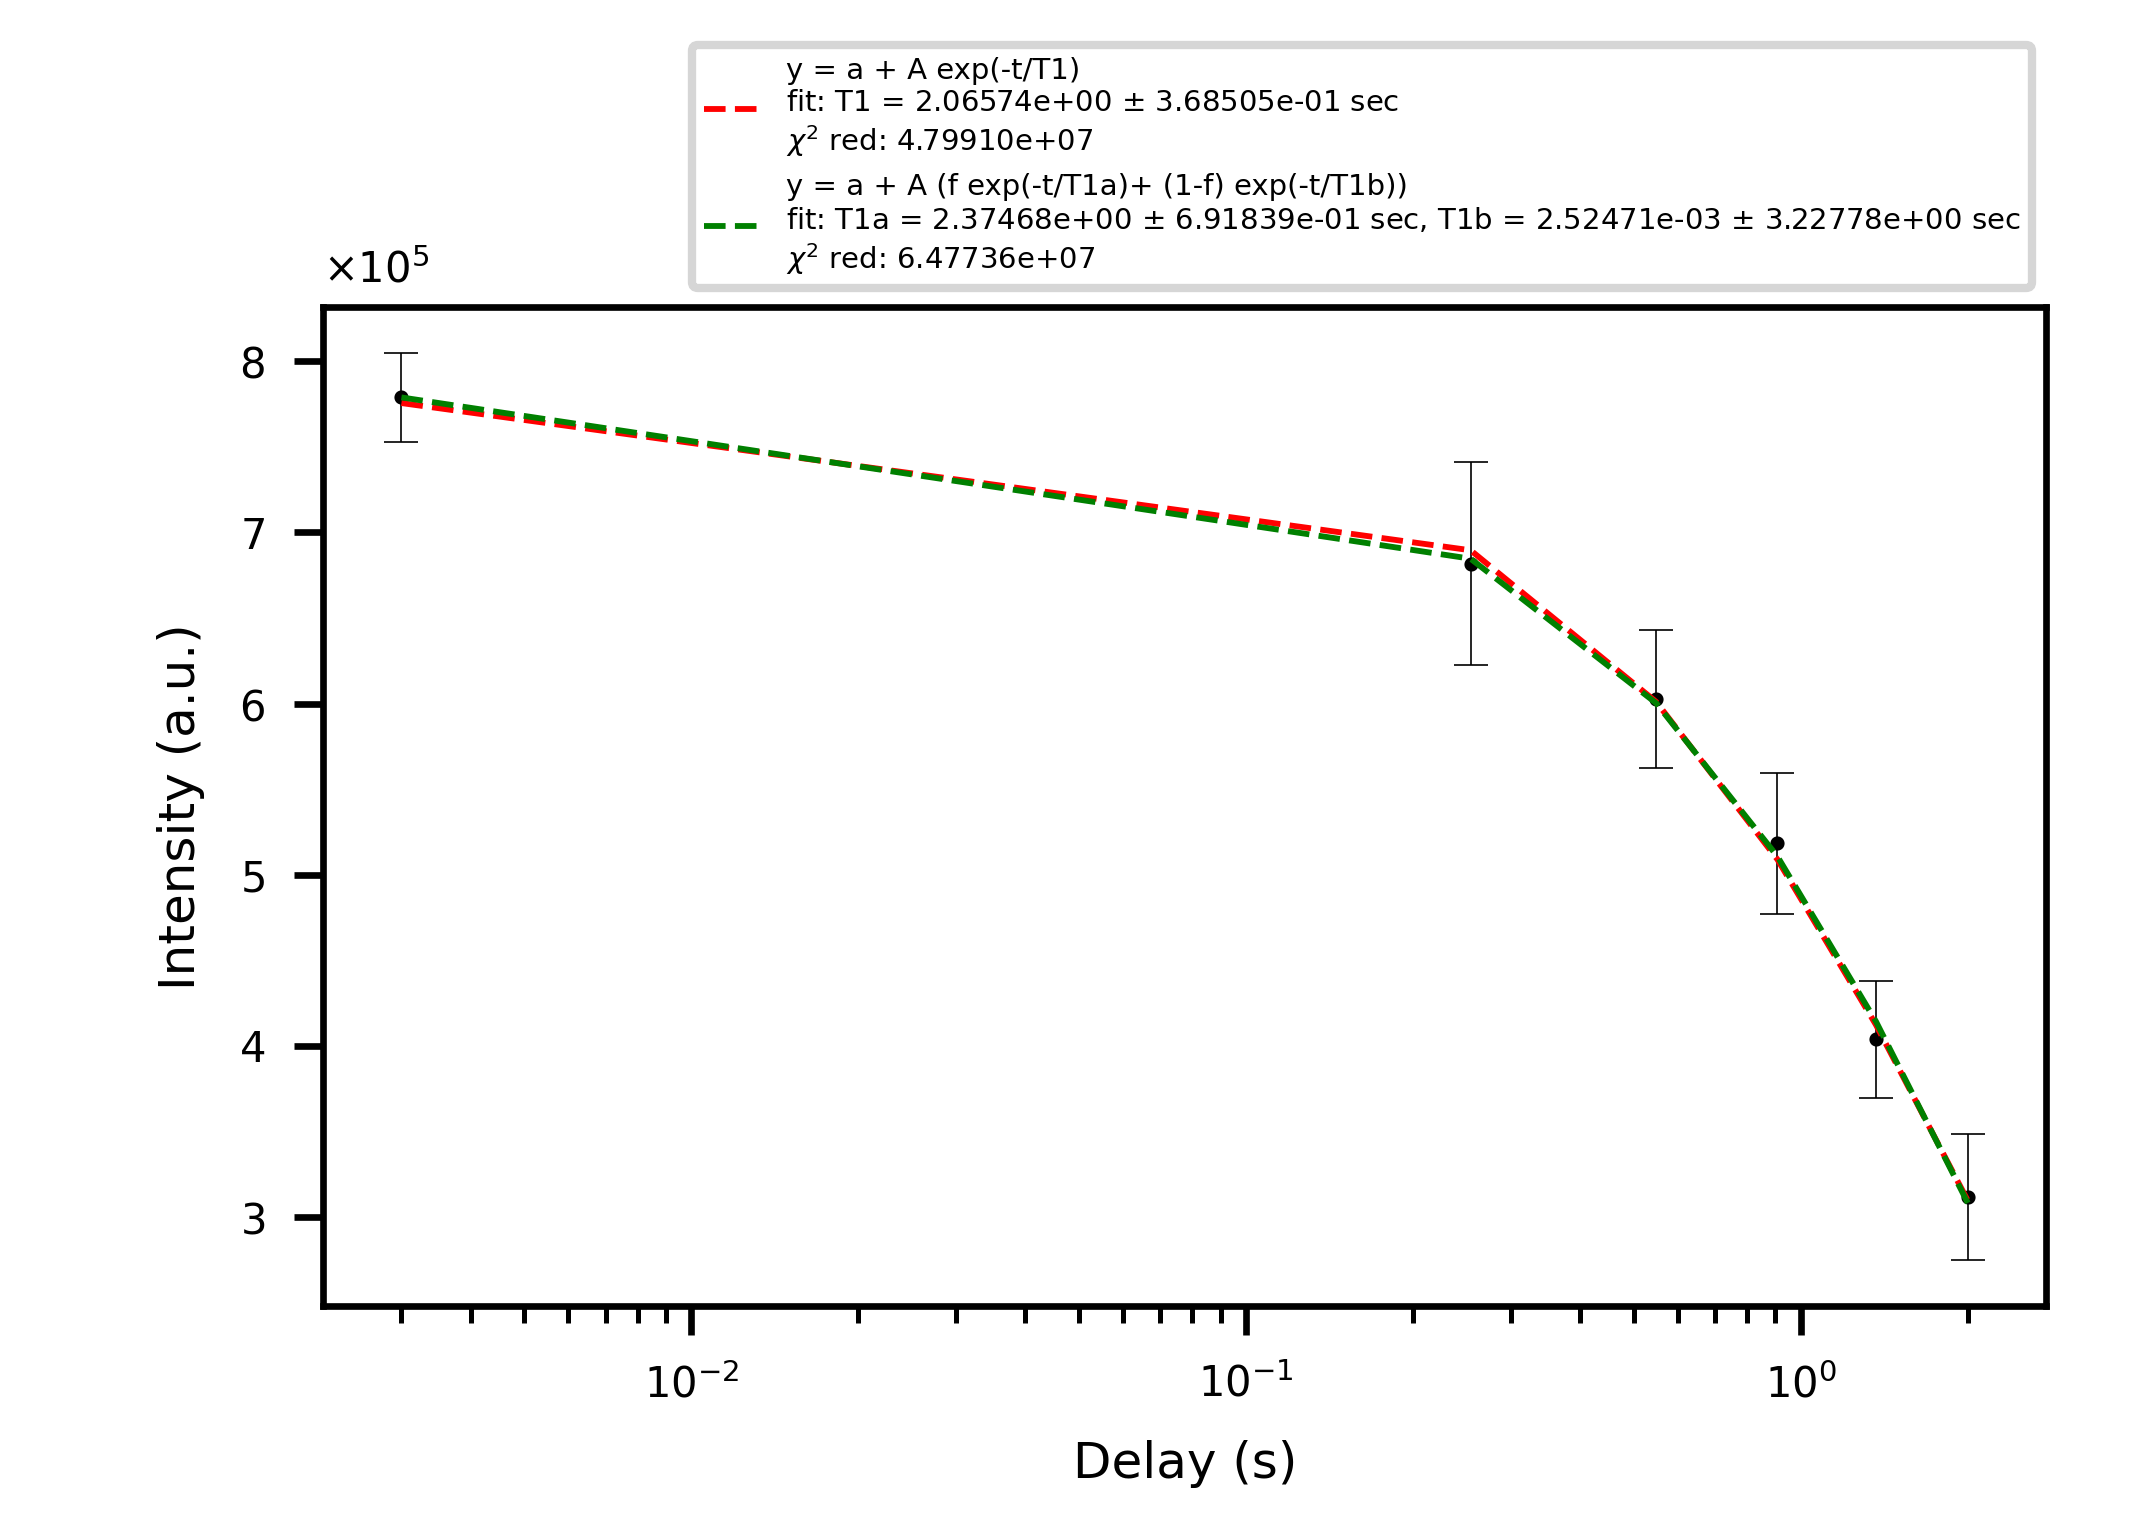 y = a + A exp(-t/T1)
fit: T1 = 2.06574e+00 ± 3.68505e-01 sec
χ² red: 4.79910e+07
y = a + A (f exp(-t/T1a)+ (1-f) exp(-t/T1b))
fit: T1a = 2.37468e+00 ± 6.91839e-01 sec, T1b = 2.52471e-03 ± 3.22778e+00 sec
χ² red: 6.47736e+07
×10⁵
8
7
6
5
4
3
Intensity (a.u.)
10⁻² 10⁻¹ 10⁰
Delay (s)